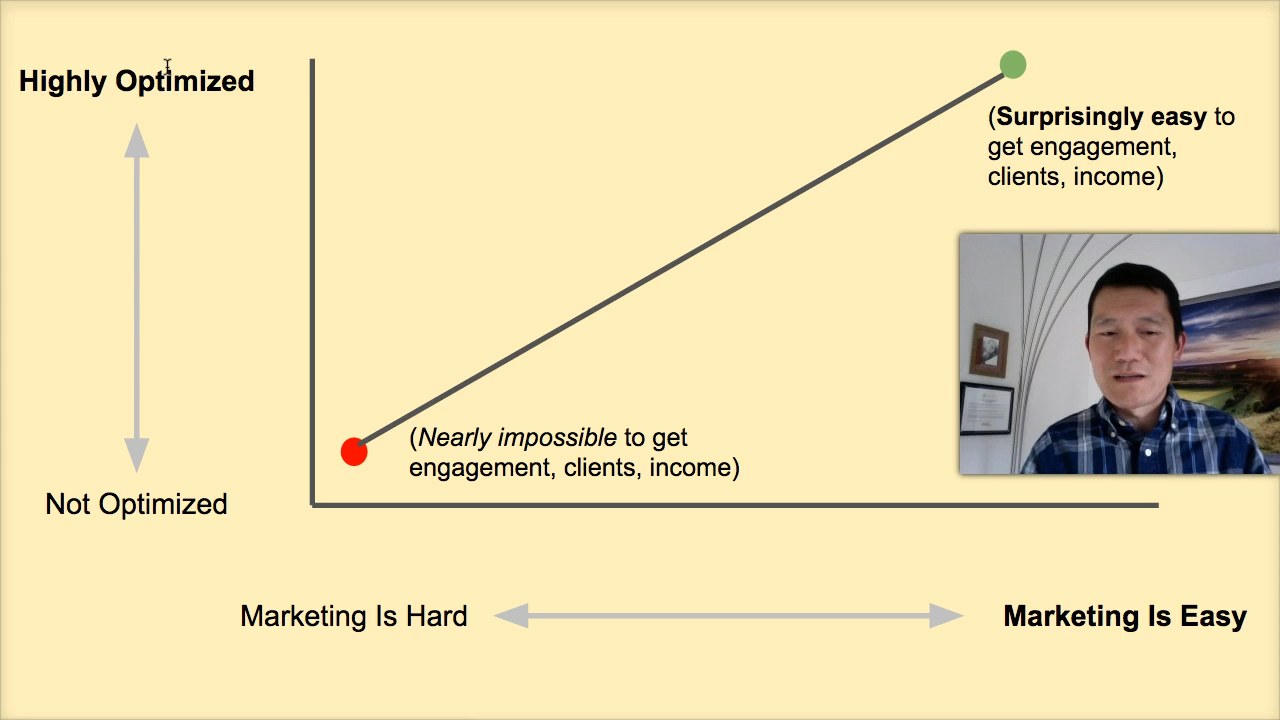 Highly Optimized
(Surprisingly easy to
get engagement,
clients, income)
(Nearly impossible to get
engagement, clients, income)
Not Optimized
Marketing Is Hard
Marketing Is Easy